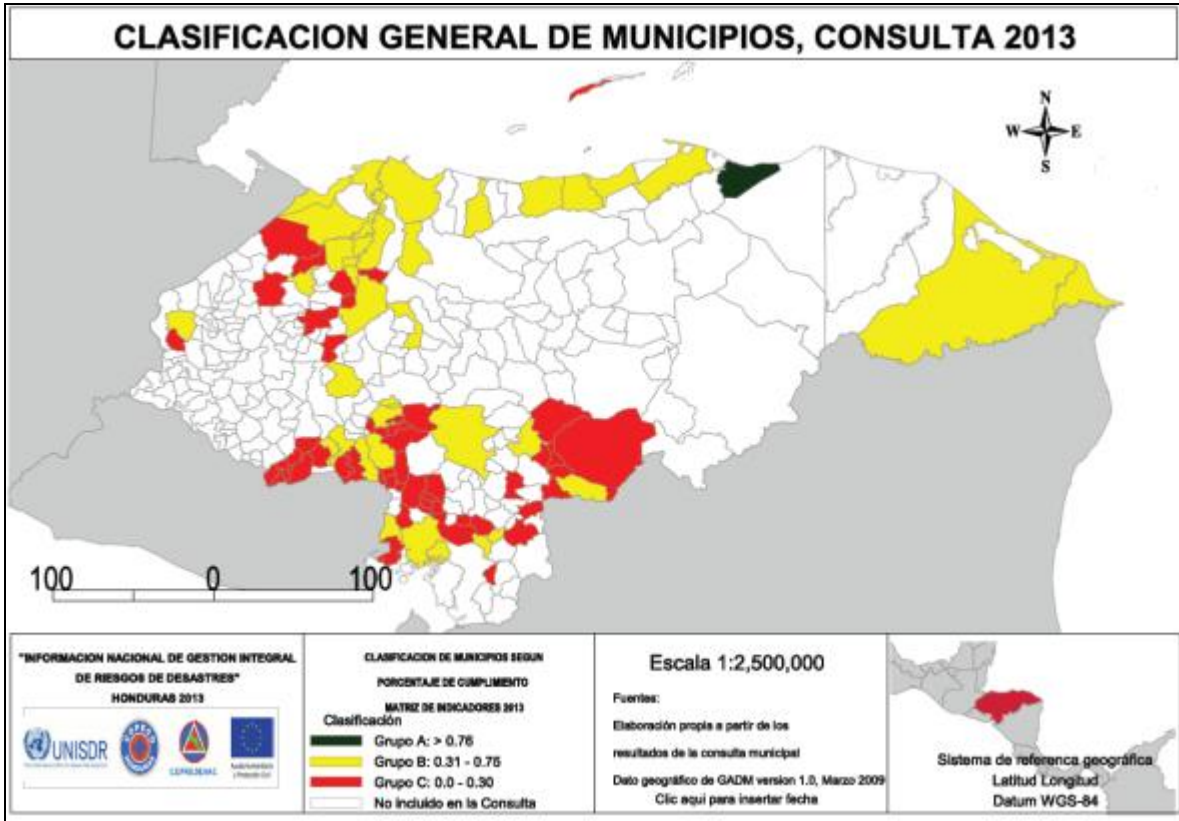 CLASIFICACION GENERAL DE MUNICIPIOS, CONSULTA 2013
N
W E
S
100 0 100
"INFORMACION NACIONAL DE GESTION INTEGRAL
DE RIESGOS DE DESASTRES"
HONDURAS 2013
UNISDR
CLASIFICACION DE MUNICIPIOS SEGUN
PORCENTAJE DE CUMPLIMIENTO
MATRIZ DE INDICADORES 2013
Clasificación
Grupo A: > 0.76
Grupo B: 0.31 - 0.75
Grupo C: 0.0 - 0.30
No incluido en la Consulta
Escala 1:2,500,000
Fuentes:
Elaboración propia a partir de los
resultados de la consulta municipal
Dato geográfico de GADM version 1.0, Marzo 2009
Clic aqui para insertar fecha
Sistema de referenca geográfica
Latitud Longitud
Datum WGS-84